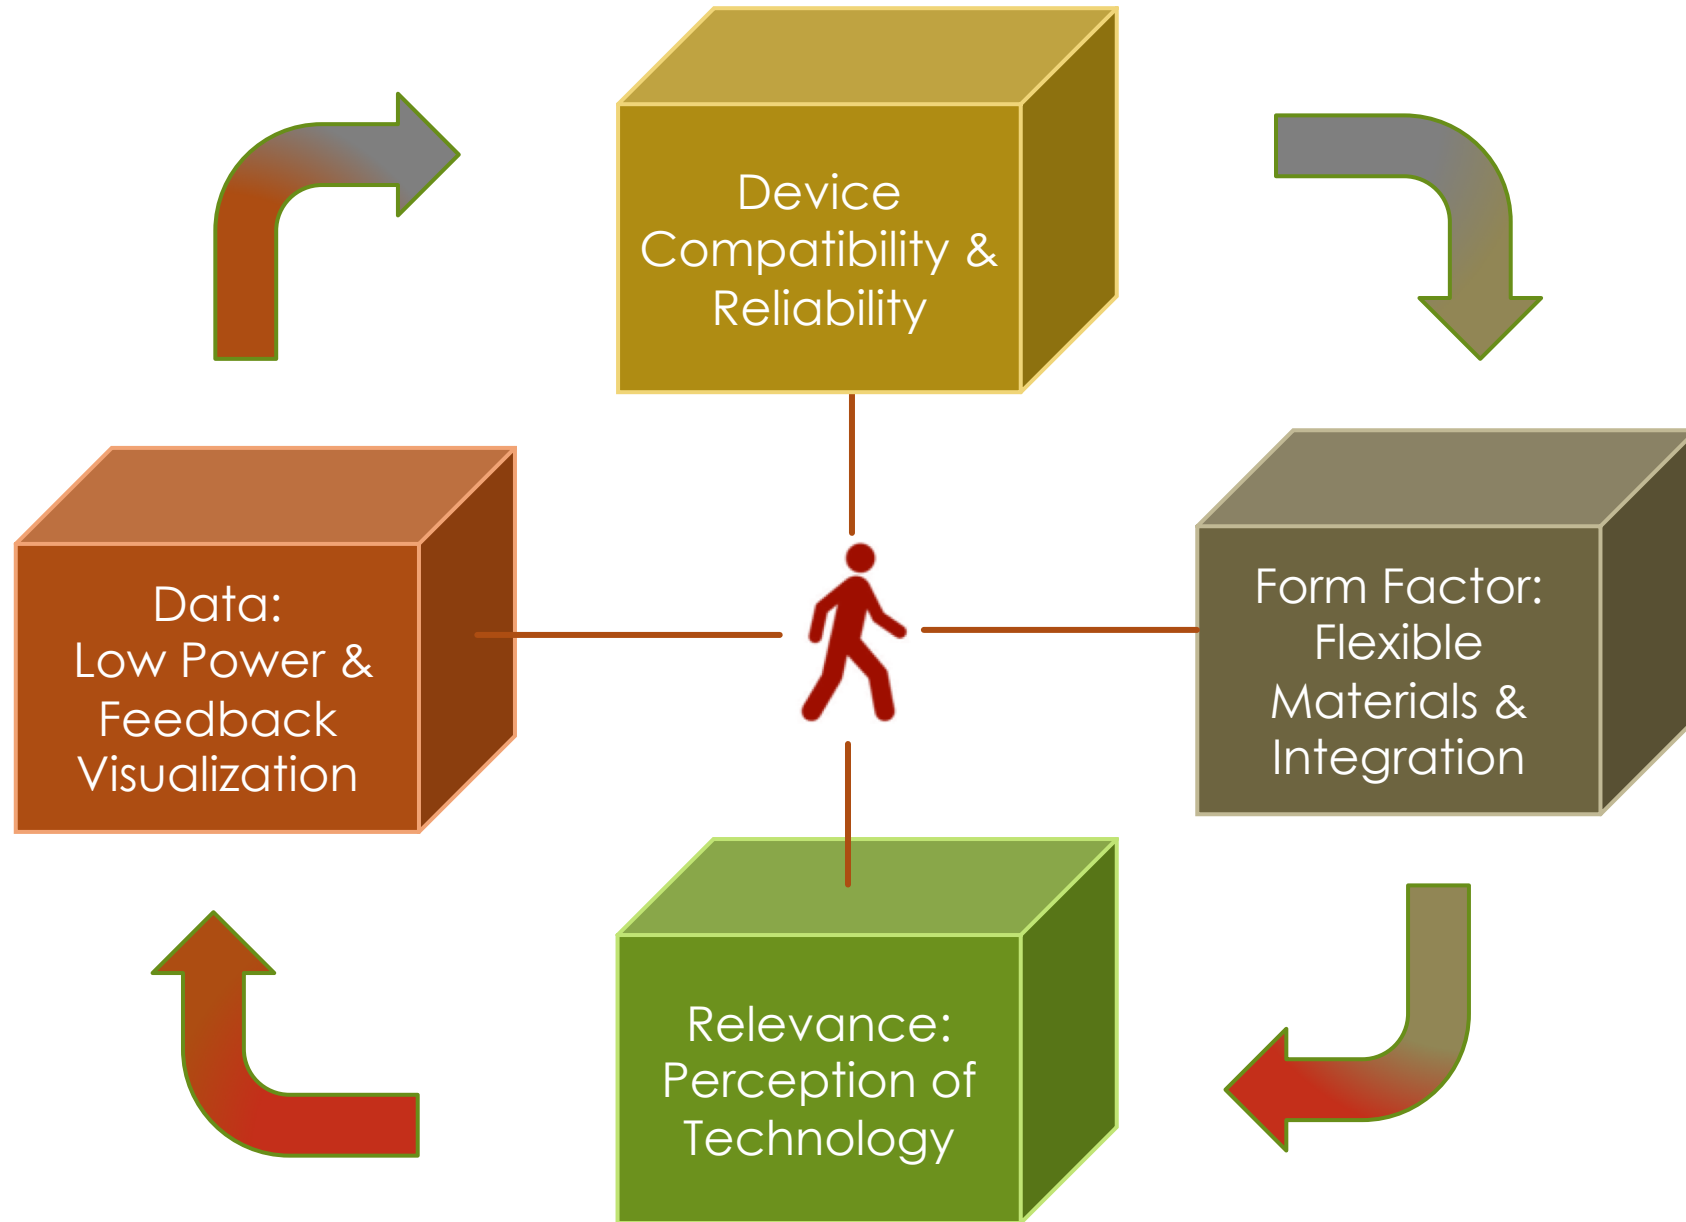 Device
Compatibility &
Reliability
Data:
Low Power &
Feedback
Visualization
Form Factor:
Flexible
Materials &
Integration
Relevance:
Perception of
Technology